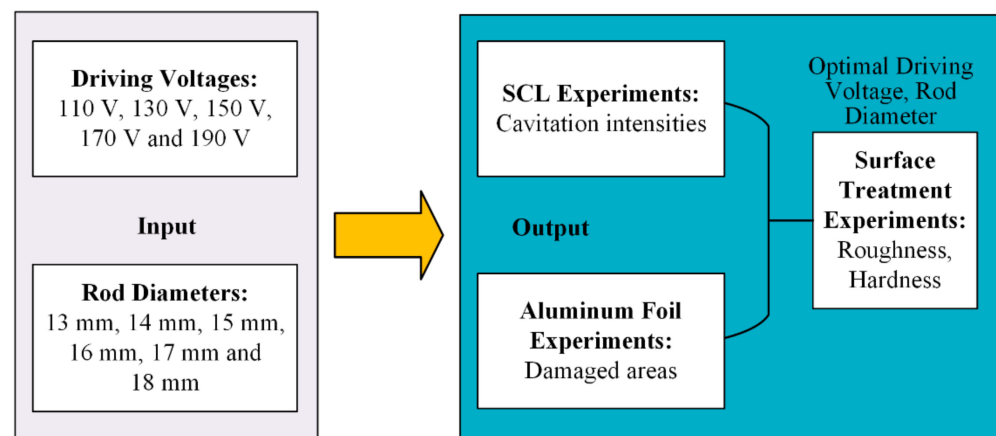 Driving Voltages:
110 V, 130 V, 150 V,
170 V and 190 V
Input
Rod Diameters:
13 mm, 14 mm, 15 mm,
16 mm, 17 mm and
18 mm
SCL Experiments:
Cavitation intensities
Output
Aluminum Foil
Experiments:
Damaged areas
Optimal Driving
Voltage, Rod
Diameter
Surface
Treatment
Experiments:
Roughness,
Hardness